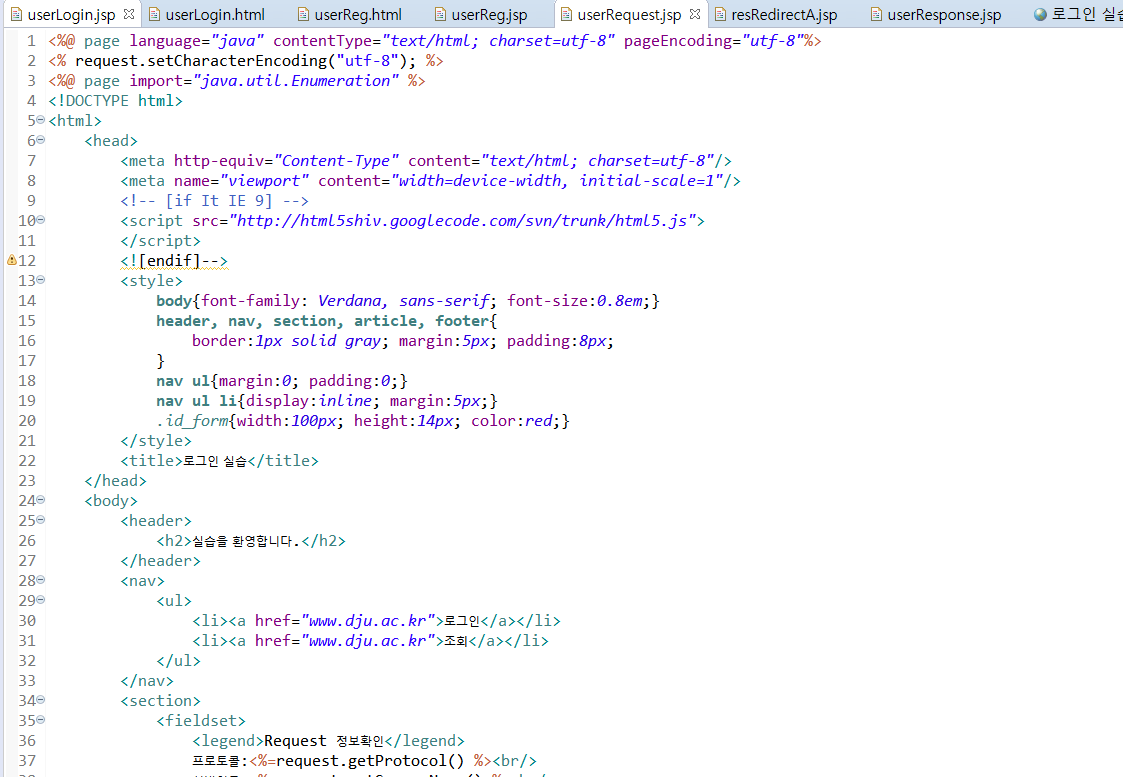 userLogin.jsp userLogin.html userReg.html userReg.jsp userRequest.jsp resRedirectA.jsp userResponse.jsp 로그인
1 <%@ page language="java" contentType="text/html; charset=utf-8" pageEncoding="utf-8"%>
2 <% request.setCharacterEncoding("utf-8"); %>
3 <%@ page import="java.util.Enumeration" %>
4 <!DOCTYPE html>
5 <html>
6 <head>
7 <meta http-equiv="Content-Type" content="text/html; charset=utf-8"/>
8 <meta name="viewport" content="width=device-width, initial-scale=1"/>
9 <!-- [if It IE 9] -->
10 <script src="http://html5shiv.googlecode.com/svn/trunk/html5.js">
11 </script>
12 <![endif]-->
13 <style>
14 body{font-family: Verdana, sans-serif; font-size:0.8em;}
15 header, nav, section, article, footer{
16 border:1px solid gray; margin:5px; padding:8px;
17 }
18 nav ul{margin:0; padding:0;}
19 nav ul li{display:inline; margin:5px;}
20 .id_form{width:100px; height:14px; color:red;}
21 </style>
22 <title>로그인 실습</title>
23 </head>
24 <body>
25 <header>
26 <h2>실습을 환영합니다.</h2>
27 </header>
28 <nav>
29 <ul>
30 <li><a href="www.dju.ac.kr">로그인</a></li>
31 <li><a href="www.dju.ac.kr">조회</a></li>
32 </ul>
33 </nav>
34 <section>
35 <fieldset>
36 <legend>Request 정보확인</legend>
37 프로토콜:<%=request.getProtocol() %><br/>